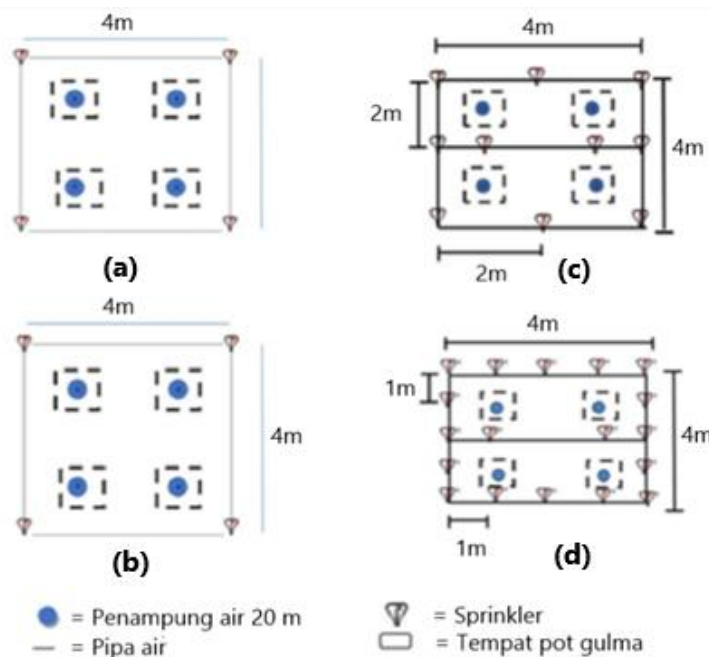 4m
(a)
4m
2m
4m
2m
(c)
4m
4m
(b)
4m
1m
4m
1m
(d)
= Penampung air 20 m
= Pipa air
= Sprinkler
= Tempat pot gulma